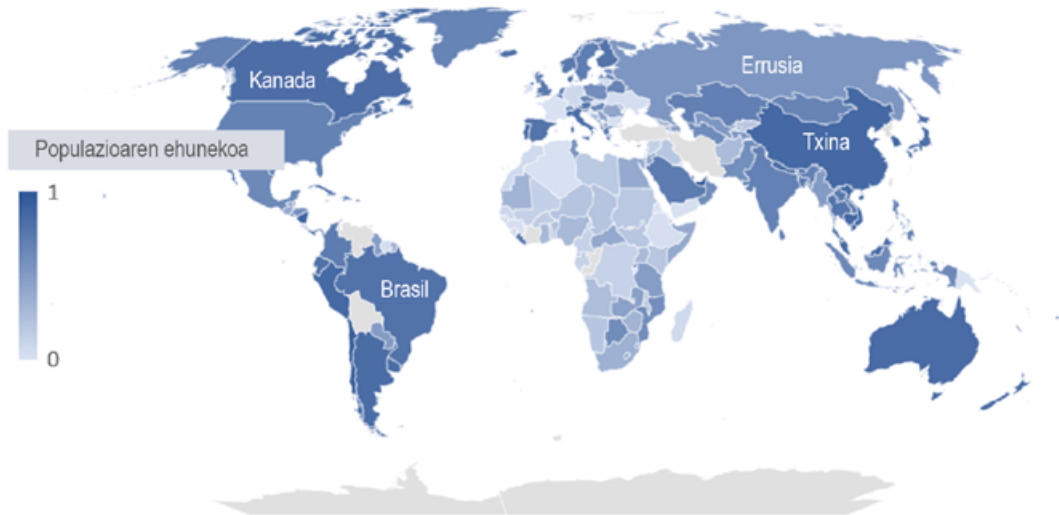 Kanada
Errusia
Populazioaren ehunekoa
Txina
1
Brasil
0